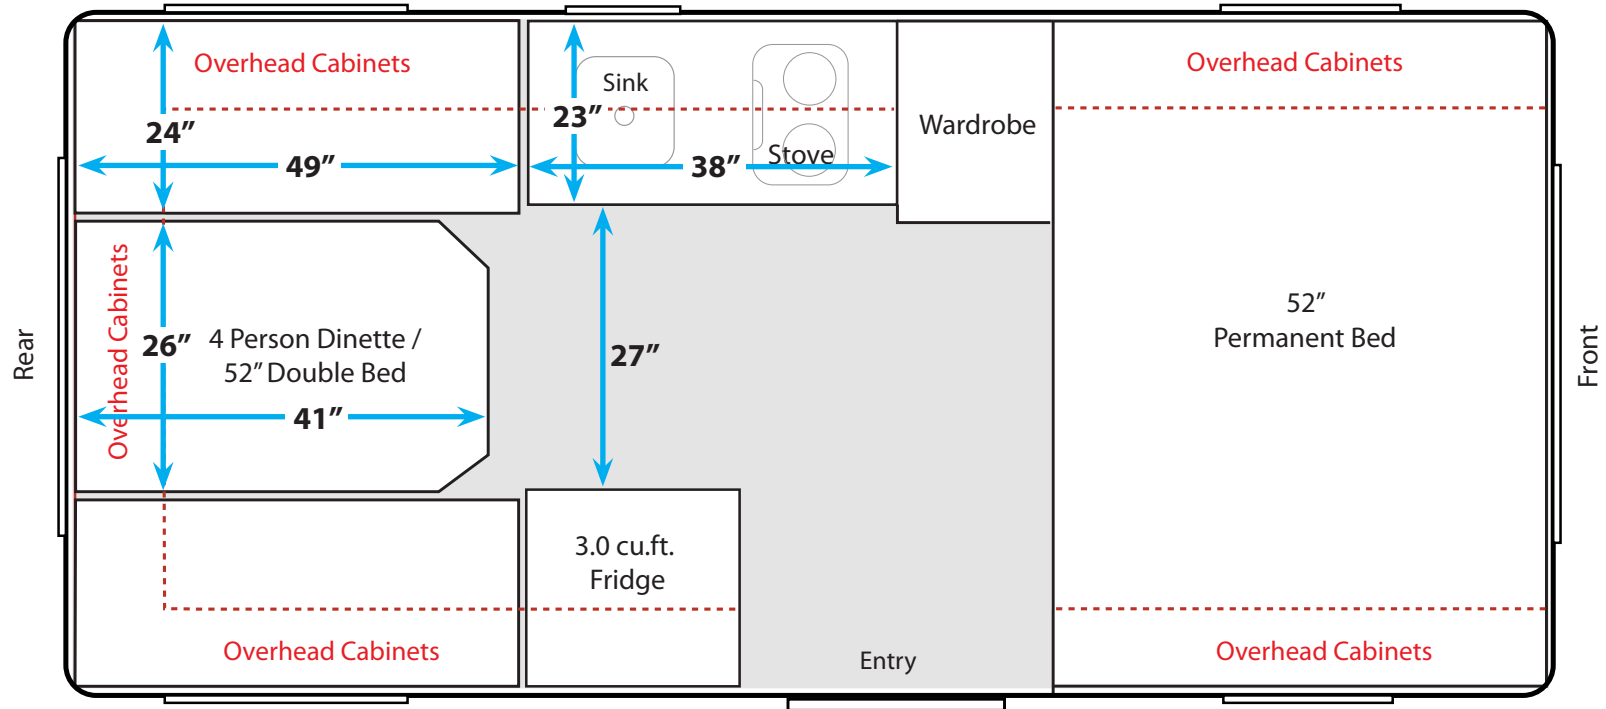 Overhead Cabinets
Sink
Overhead Cabinets
24”
23”
Wardrobe
49”
38”
Stove
Overhead Cabinets
52”
Permanent Bed
Rear
26”
4 Person Dinette /
52” Double Bed
27”
Front
41”
3.0 cu.ft.
Fridge
Overhead Cabinets
Entry
Overhead Cabinets